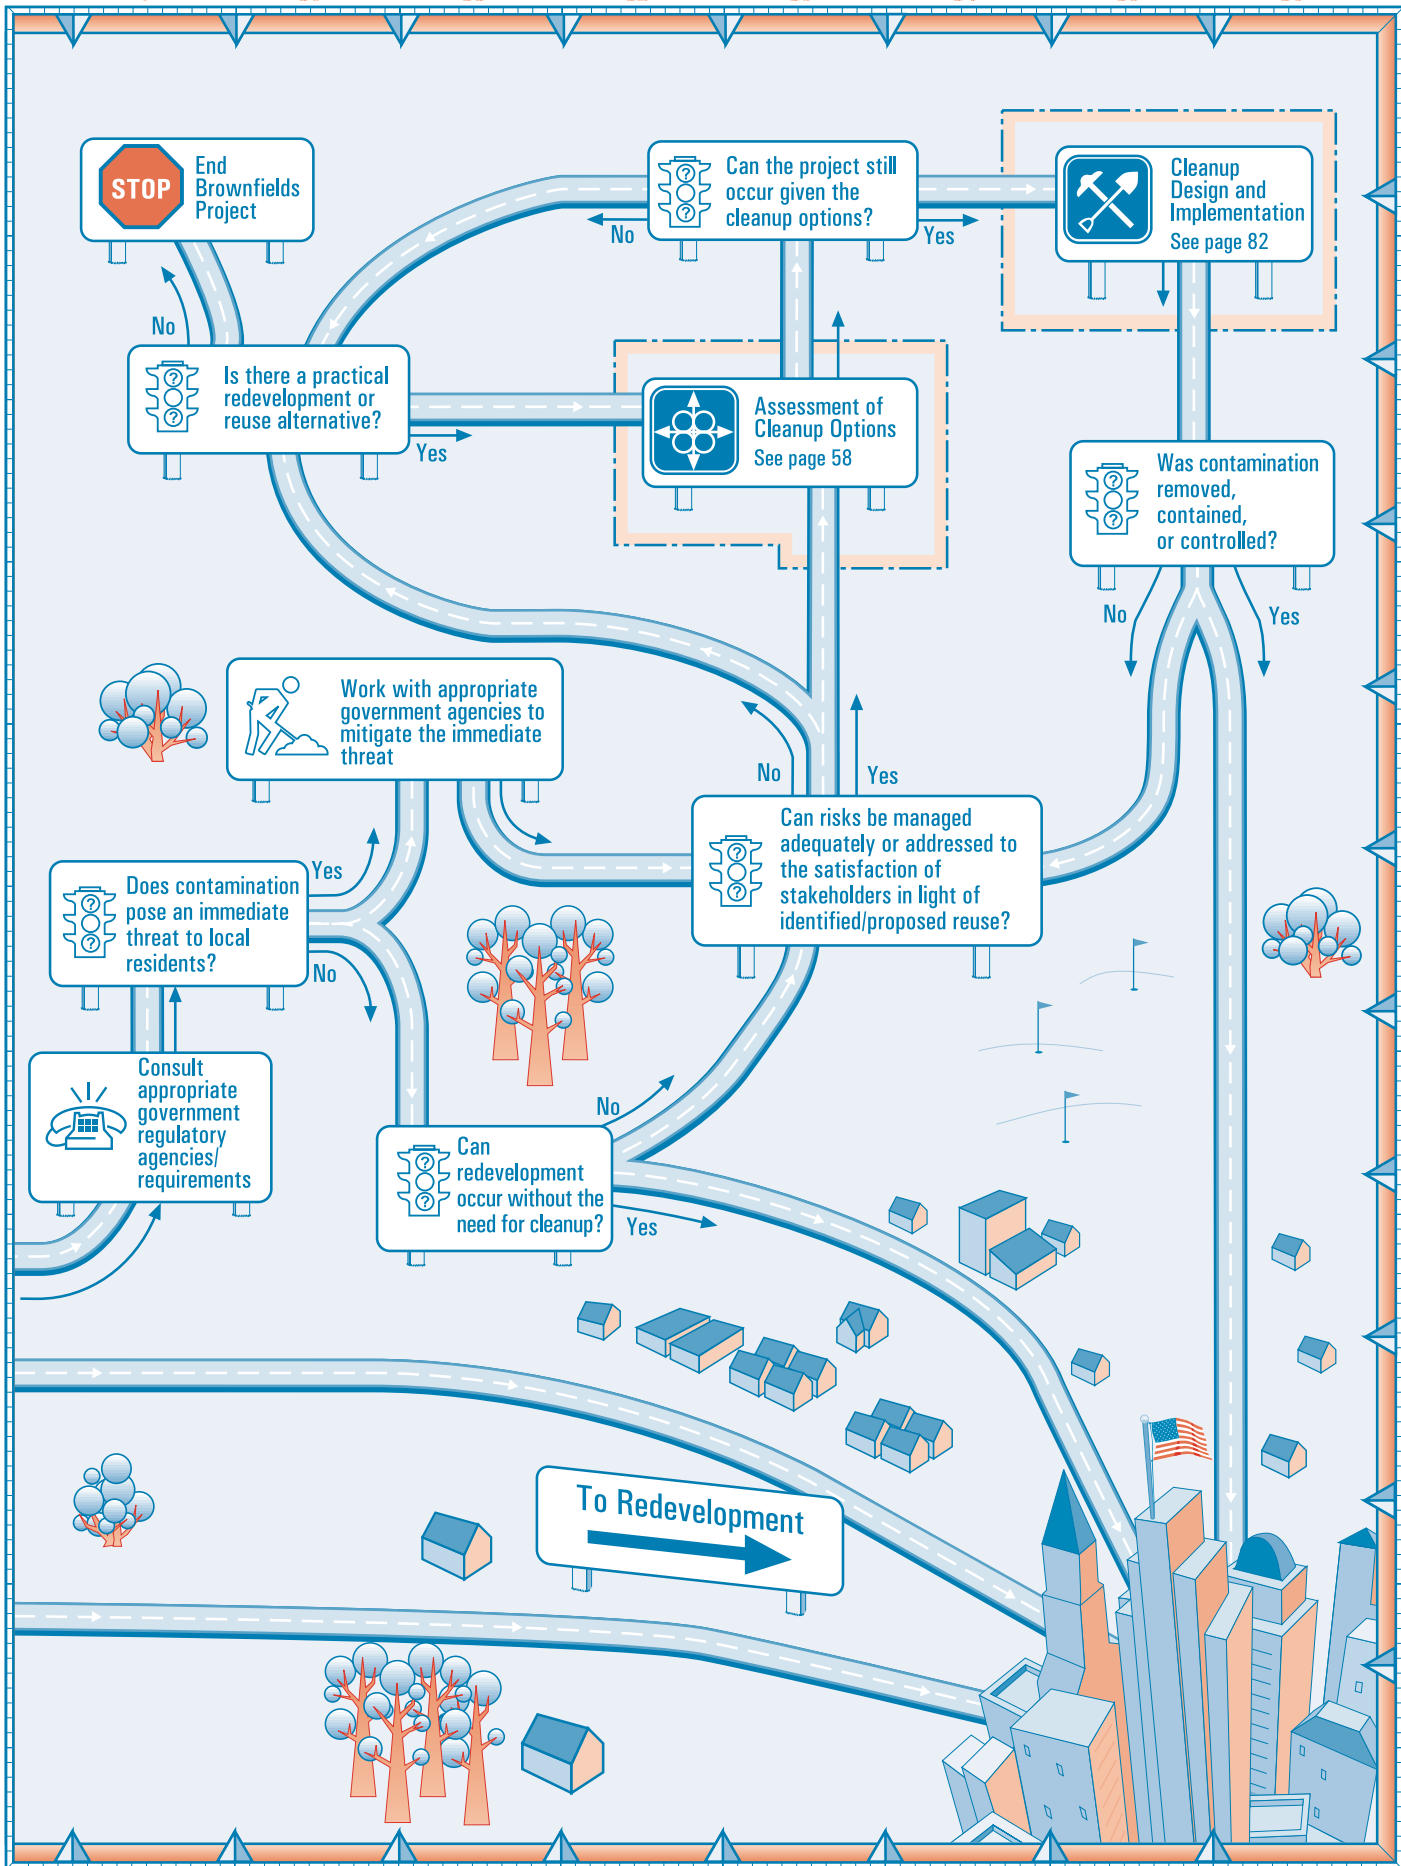 STOP
End
Brownfields
Project
Can the project still
occur given the
cleanup options?
No
Yes
Cleanup
Design and
Implementation
See page 82
No
Is there a practical
redevelopment or
reuse alternative?
Yes
Assessment of
Cleanup Options
See page 58
Was contamination
removed,
contained,
or controlled?
No
Yes
Work with appropriate
government agencies to
mitigate the immediate
threat
No
Yes
Can risks be managed
adequately or addressed to
the satisfaction of
stakeholders in light of
identified/proposed reuse?
Does contamination
pose an immediate
threat to local
residents?
Yes
No
Consult
appropriate
government
regulatory
agencies/
requirements
No
Can
redevelopment
occur without the
need for cleanup?
Yes
To Redevelopment